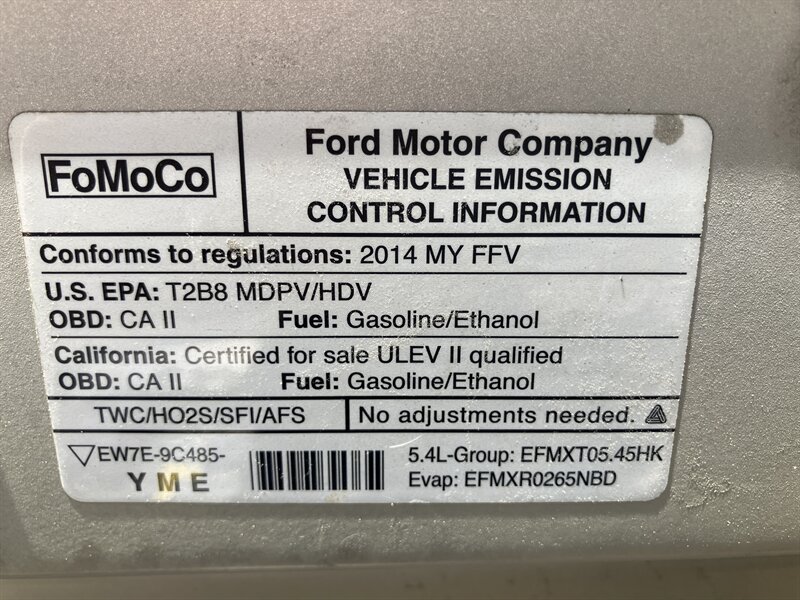 FoMoCo
Ford Motor Company
VEHICLE EMISSION
CONTROL INFORMATION
Conforms to regulations: 2014 MY FFV
U.S. EPA: T2B8 MDPV/HDV
OBD: CA II Fuel: Gasoline/Ethanol
California: Certified for sale ULEV II qualified
OBD: CA II Fuel: Gasoline/Ethanol
TWC/HO2S/SFI/AFS No adjustments needed.
EW7E-9C485-
YME
5.4L-Group: EFMXT05.45HK
Evap: EFMXR0265NBD